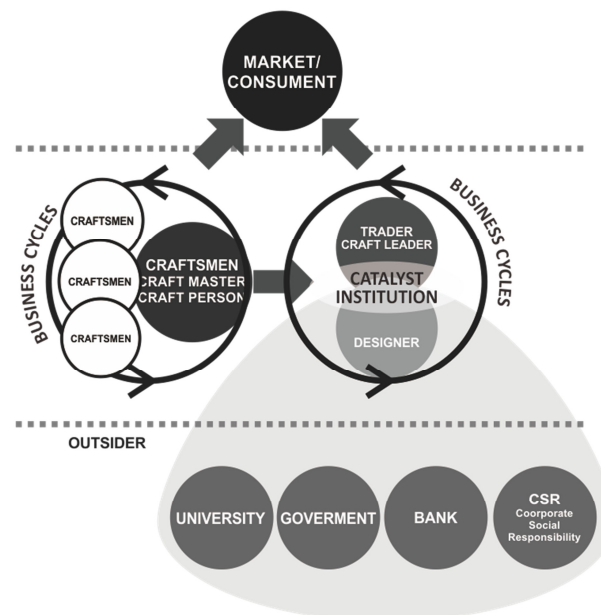 MARKET/
CONSUMENT
BUSINESS CYCLES
CRAFTSMEN
CRAFTSMEN
CRAFTSMEN
CRAFTSMEN
CRAFT MASTER
CRAFT PERSON
BUSINESS CYCLES
TRADER
CRAFT LEADER
CATALYST
INSTITUTION
DESIGNER
OUTSIDER
UNIVERSITY
GOVERMENT
BANK
CSR
Coorporate
Social
Responsibility